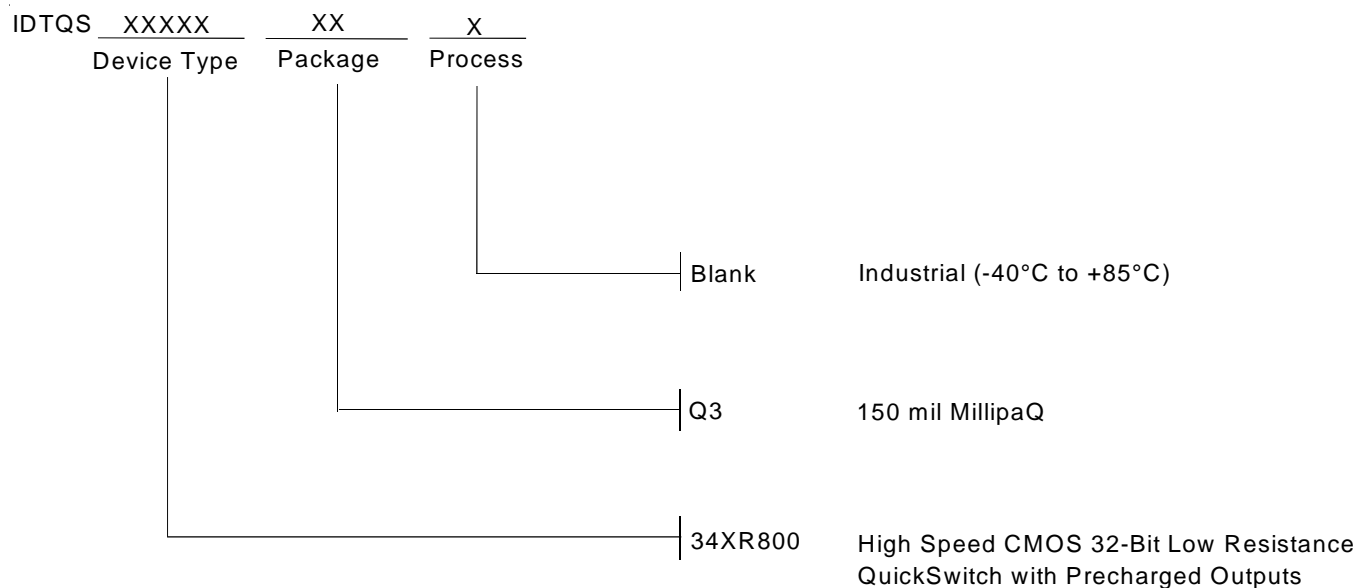 IDTQS XXXXX XX X
Device Type Package Process
Blank Industrial (-40°C to +85°C)
Q3 150 mil MillipaQ
34XR800 High Speed CMOS 32-Bit Low Resistance
QuickSwitch with Precharged Outputs